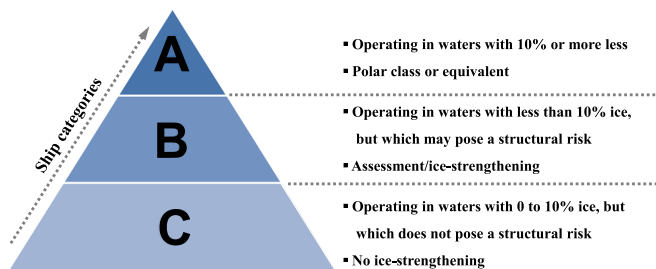 Ship categories
A
▪ Operating in waters with 10% or more less
▪ Polar class or equivalent
B
▪ Operating in waters with less than 10% ice,
but which may pose a structural risk
▪ Assessment/ice-strengthening
C
▪ Operating in waters with 0 to 10% ice, but
which does not pose a structural risk
▪ No ice-strengthening